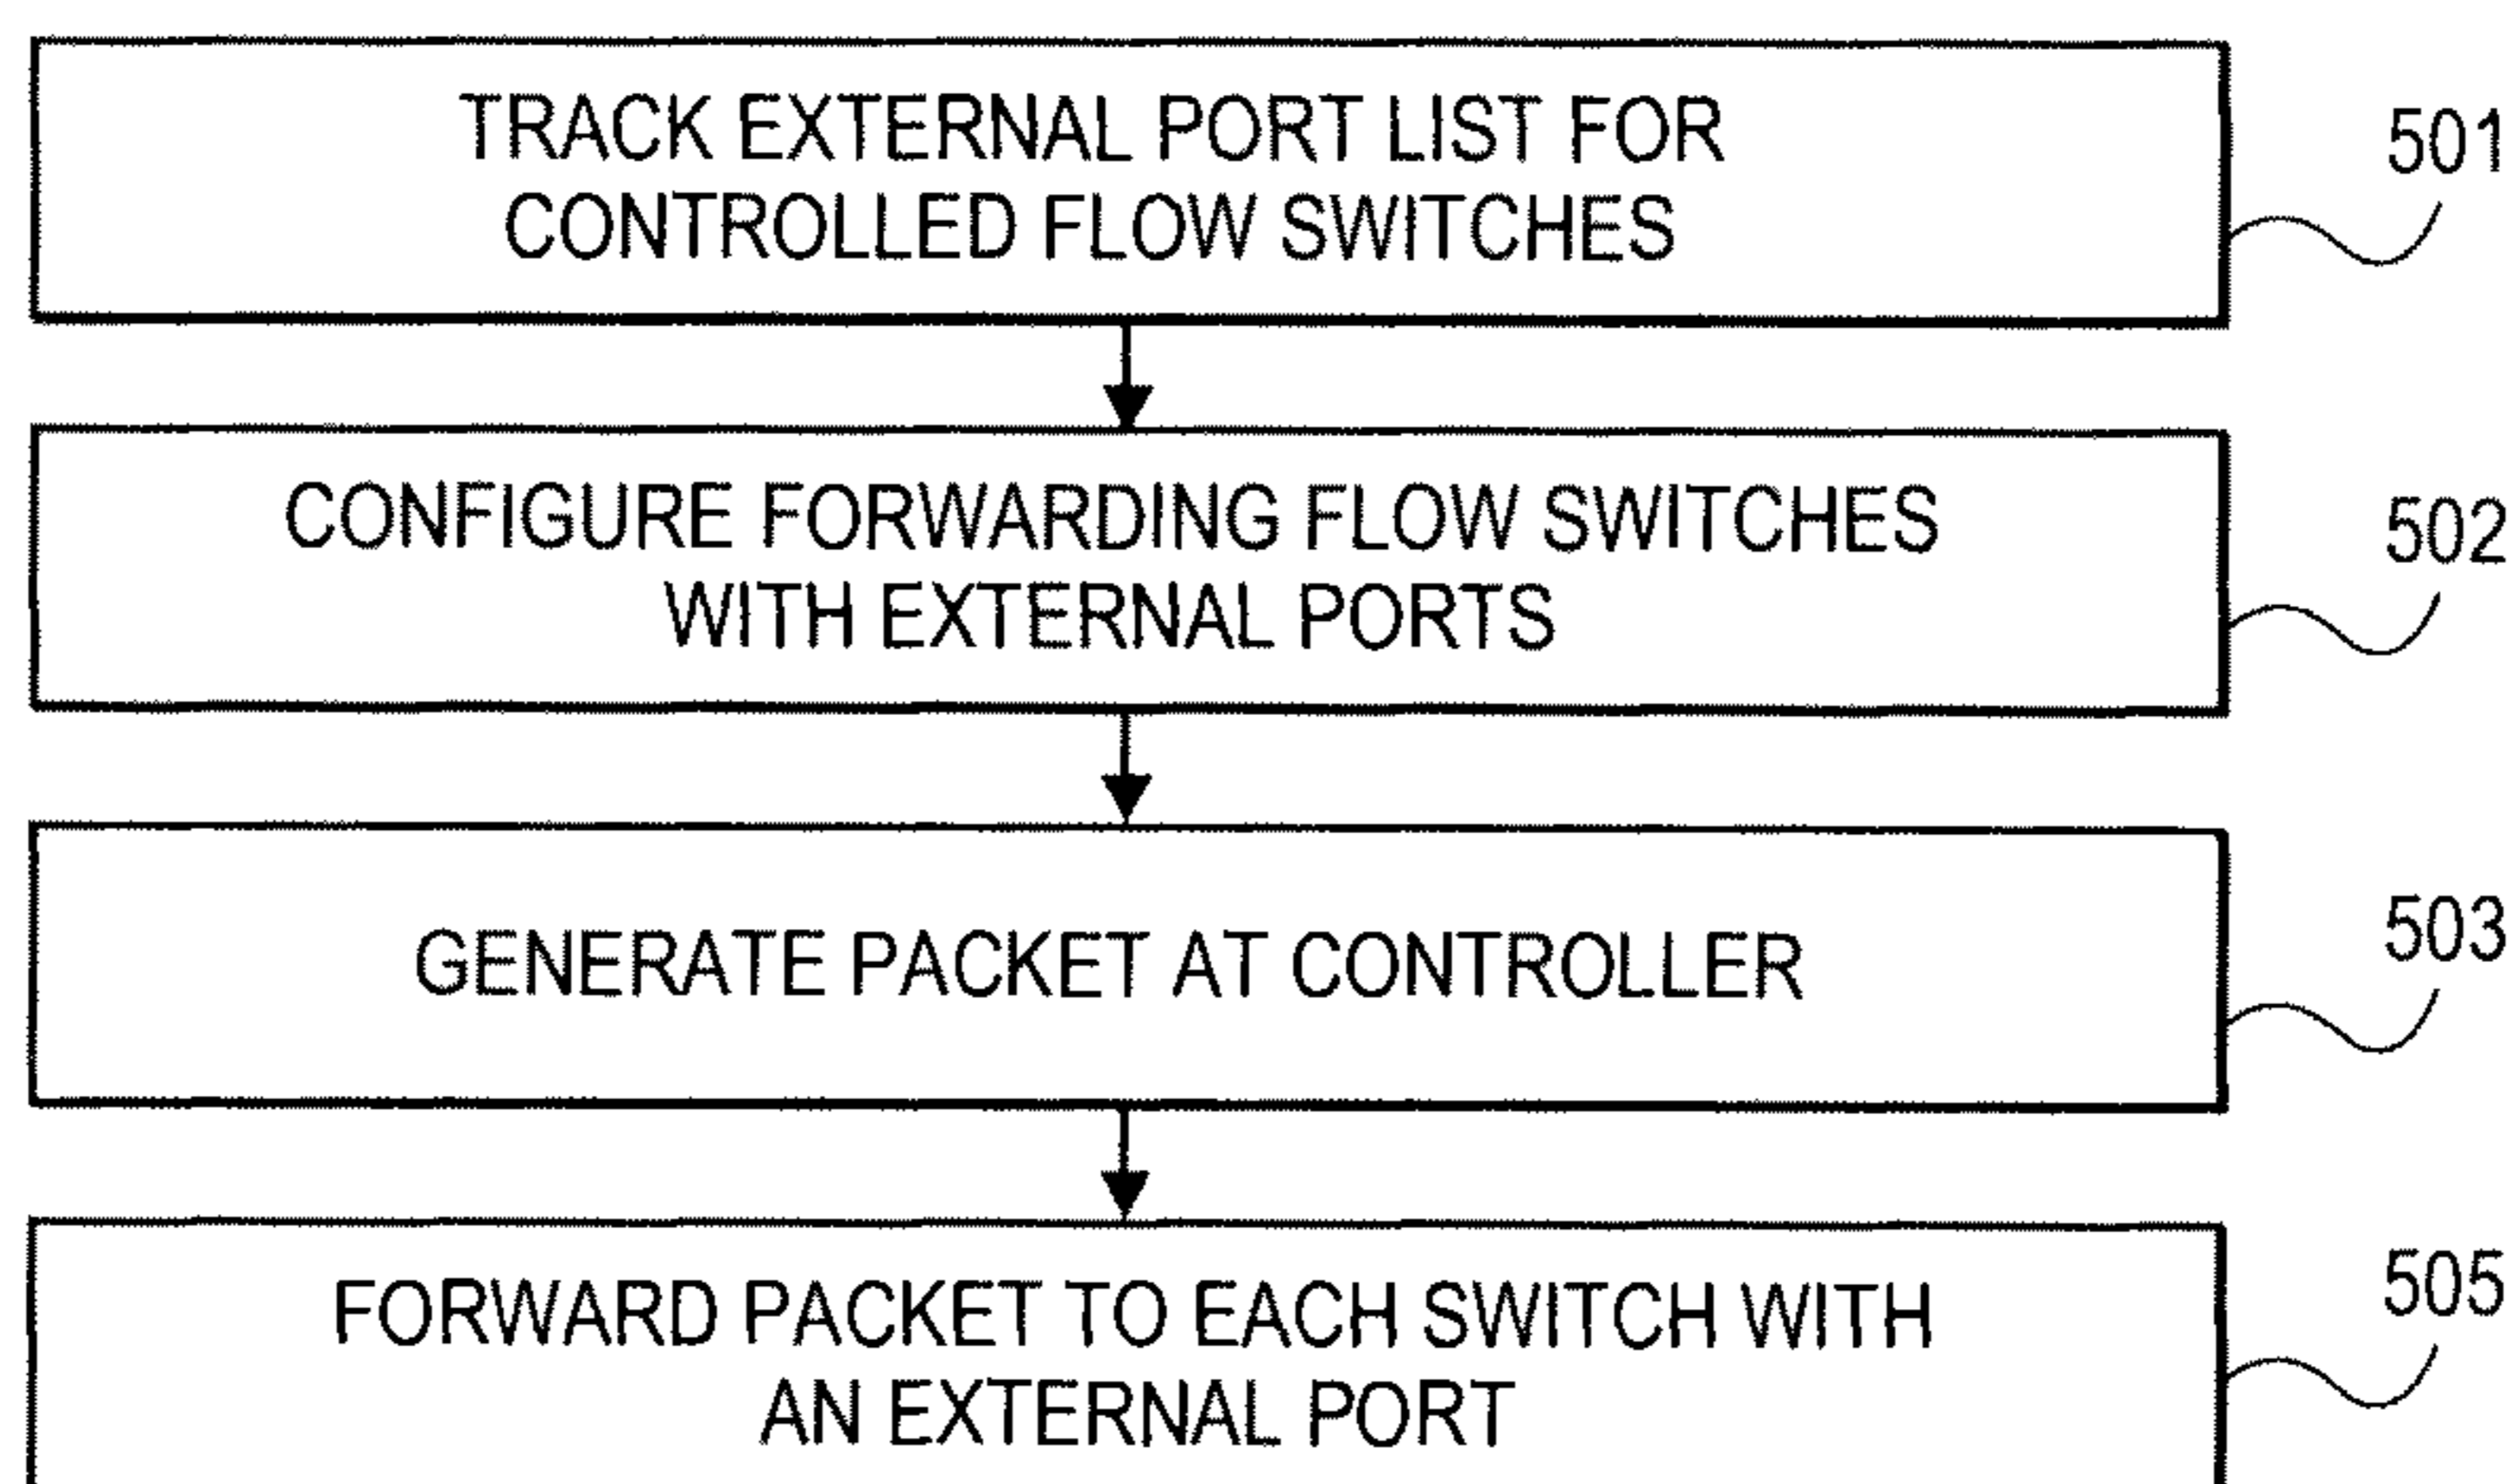 TRACK EXTERNAL PORT LIST FOR
CONTROLLED FLOW SWITCHES
501
CONFIGURE FORWARDING FLOW SWITCHES
WITH EXTERNAL PORTS
502
GENERATE PACKET AT CONTROLLER
503
FORWARD PACKET TO EACH SWITCH WITH
AN EXTERNAL PORT
505